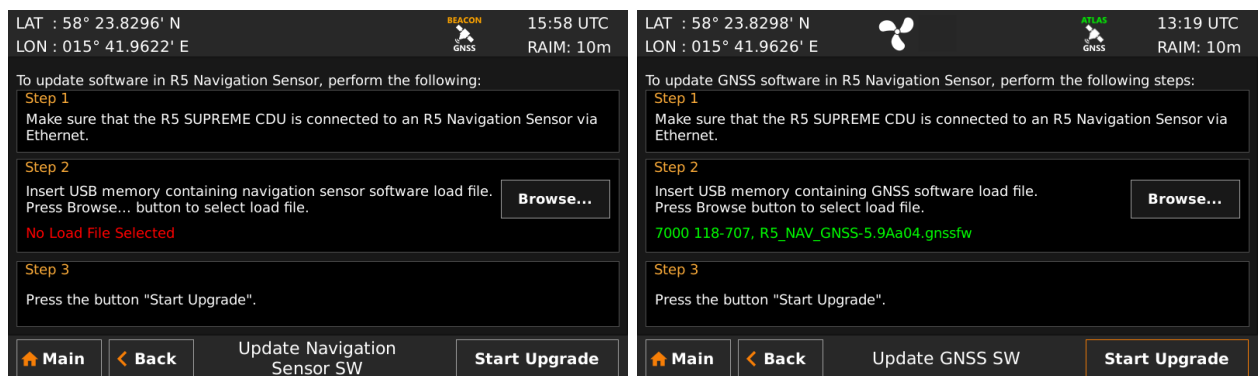 LAT : 58° 23.8296' N
LON : 015° 41.9622' E
BEACON
GNSS
15:58 UTC
RAIM: 10m
To update software in R5 Navigation Sensor, perform the following:
Step 1
Make sure that the R5 SUPREME CDU is connected to an R5 Navigation Sensor via
Ethernet.
Step 2
Insert USB memory containing navigation sensor software load file.
Press Browse... button to select load file.
Browse...
No Load File Selected
Step 3
Press the button "Start Upgrade".
Main
Back
Update Navigation
Sensor SW
Start Upgrade
LAT : 58° 23.8298' N
LON : 015° 41.9626' E
ATLAS
GNSS
13:19 UTC
RAIM: 10m
To update GNSS software in R5 Navigation Sensor, perform the following steps:
Step 1
Make sure that the R5 SUPREME CDU is connected to an R5 Navigation Sensor via
Ethernet.
Step 2
Insert USB memory containing GNSS software load file.
Press Browse button to select load file.
Browse...
7000 118-707, R5_NAV_GNSS-5.9Aa04.gnssfw
Step 3
Press the button "Start Upgrade".
Main
Back
Update GNSS SW
Start Upgrade